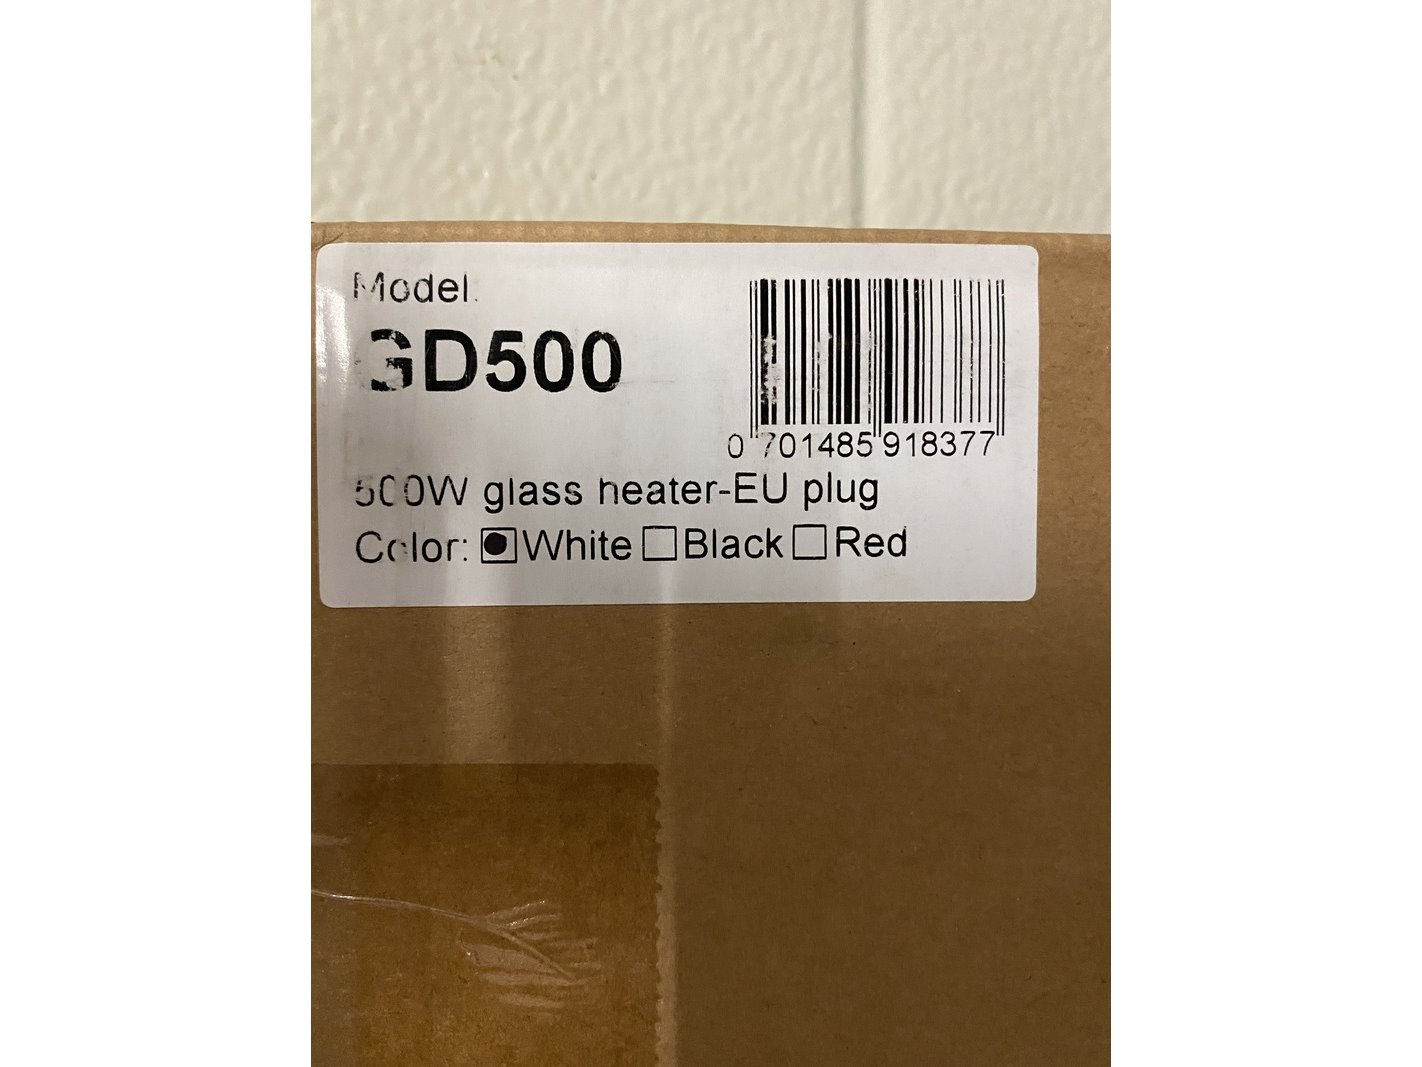 Model:
GD500
0 701485 918377
500W glass heater-EU plug
Color: White Black Red